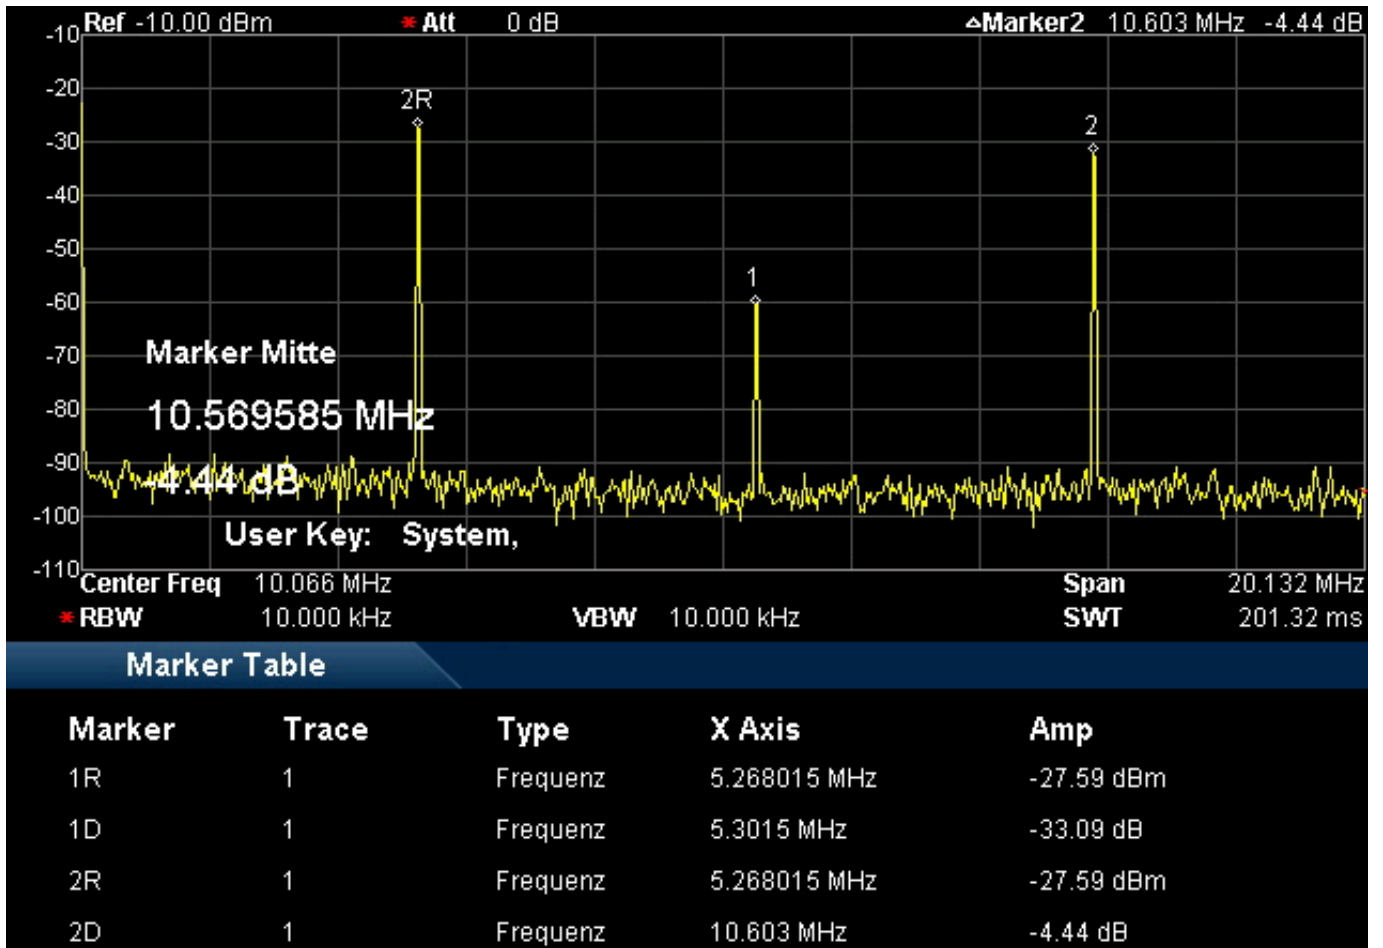 Ref -10.00 dBm * Att 0 dB ▵Marker2 10.603 MHz -4.44 dB
-10
-20
2R
2
-30
-40
-50
1
-60
-70
Marker Mitte
-80
10.569585 MHz
-90
-4.44 dB
-100
User Key: System,
-110
Center Freq 10.066 MHz Span 20.132 MHz
* RBW 10.000 kHz VBW 10.000 kHz SWT 201.32 ms
Marker Table
Marker Trace Type X Axis Amp
1R 1 Frequenz 5.268015 MHz -27.59 dBm
1D 1 Frequenz 5.3015 MHz -33.09 dB
2R 1 Frequenz 5.268015 MHz -27.59 dBm
2D 1 Frequenz 10.603 MHz -4.44 dB